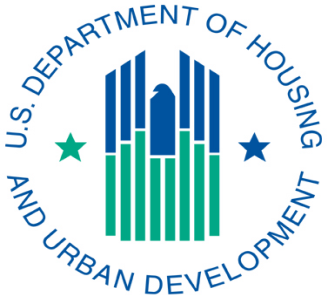 U.S. DEPARTMENT OF HOUSING
AND URBAN DEVELOPMENT